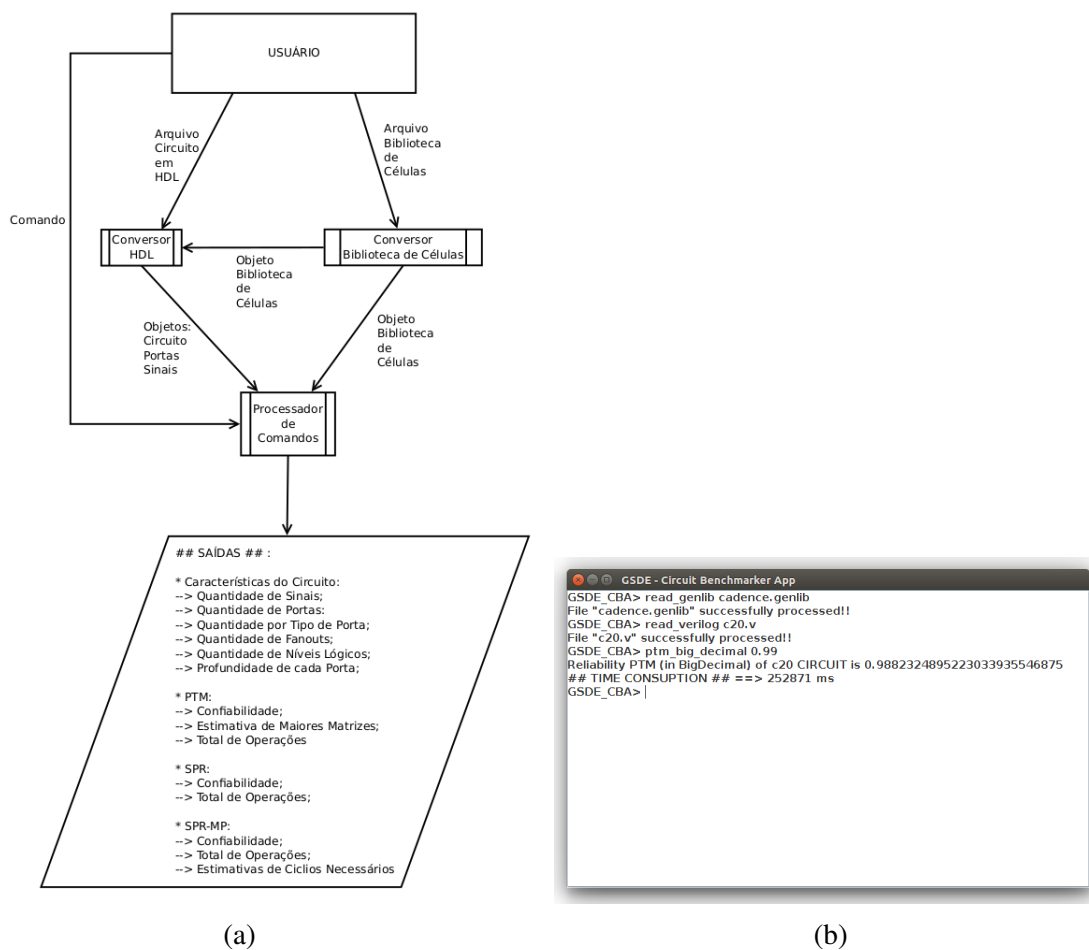 USUÁRIO
Arquivo
Circuito
em
HDL
Arquivo
Biblioteca
de
Células
Comando
Conversor
HDL
Objeto
Biblioteca
de
Células
Conversor
Biblioteca de Células
Objetos:
Circuito
Portas
Sinais
Objeto
Biblioteca
de
Células
Processador
de
Comandos
## SAÍDAS ## :
* Características do Circuito:
--> Quantidade de Sinais;
--> Quantidade de Portas:
--> Quantidade por Tipo de Porta;
--> Quantidade de Fanouts;
--> Quantidade de Níveis Lógicos;
--> Profundidade de cada Porta;
* PTM:
--> Confiabilidade;
--> Estimativa de Maiores Matrizes;
--> Total de Operações
* SPR:
--> Confiabilidade;
--> Total de Operações;
* SPR-MP:
--> Confiabilidade;
--> Total de Operações;
--> Estimativas de Ciclios Necessários
(a)
GSDE - Circuit Benchmarker App
GSDE_CBA> read_genlib cadence.genlib
File "cadence.genlib" successfully processed!!
GSDE_CBA> read_verilog c20.v
File "c20.v" successfully processed!!
GSDE_CBA> ptm_big_decimal 0.99
Reliability PTM (in BigDecimal) of c20 CIRCUIT is 0.9882324895223033935546875
## TIME CONSUPTION ## ==> 252871 ms
GSDE_CBA>
(b)